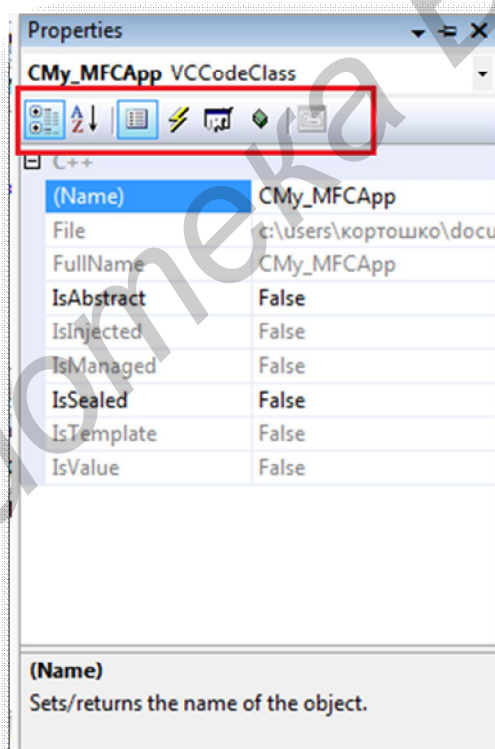 Properties
CMy_MFCApp VCCodeClass
C++
(Name) CMy_MFCApp
File c:\users\кортошко\docu
FullName CMy_MFCApp
IsAbstract False
IsInjected False
IsManaged False
IsSealed False
IsTemplate False
IsValue False
(Name)
Sets/returns the name of the object.